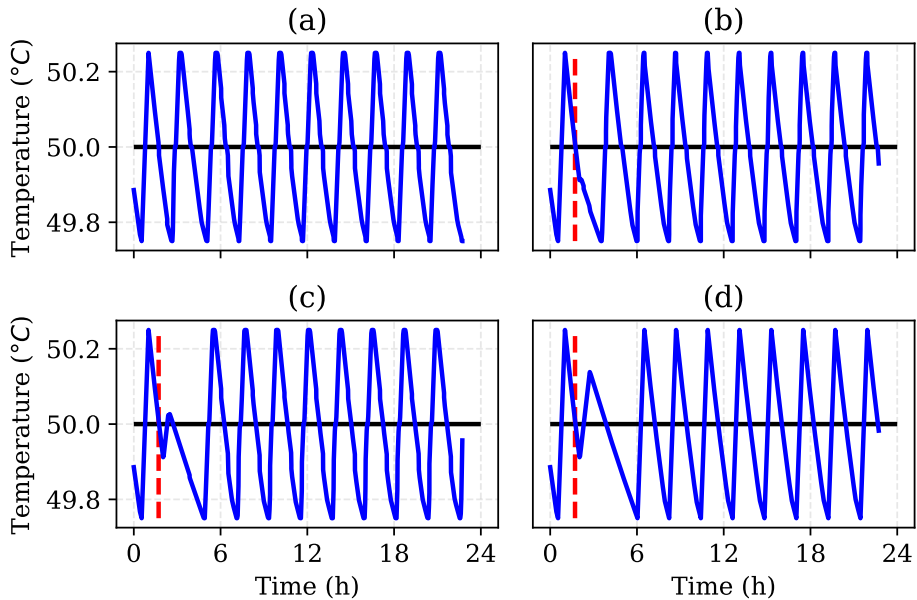 (a)
(b)
Temperature (°C)
50.2
50.0
49.8
(c)
(d)
Temperature (°C)
50.2
50.0
49.8
0 6 12 18 24
0 6 12 18 24
Time (h)
Time (h)